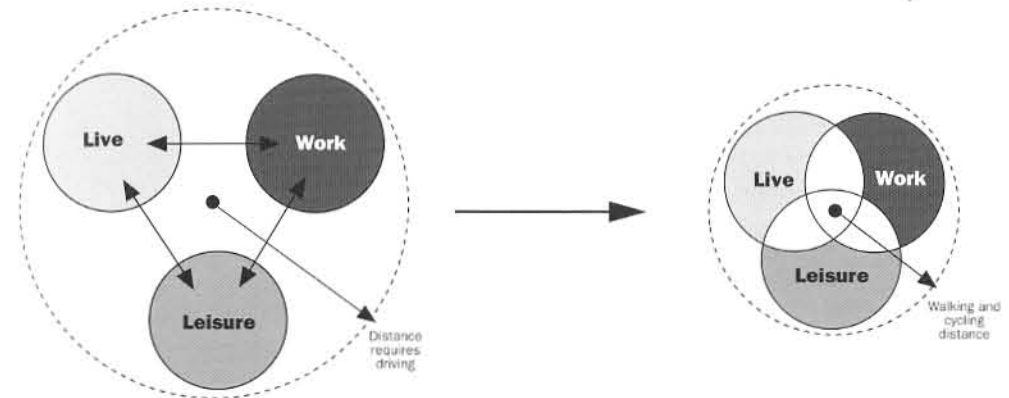 Live
Work
Leisure
Distance
requires
driving
Live
Work
Leisure
Walking and
cycling
distance